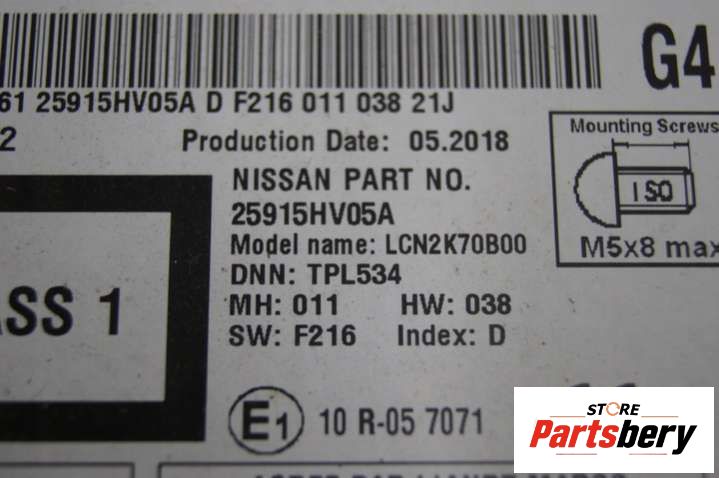 G4
61 25915HV05A D F216 011 038 21J
2
Production Date: 05.2018
Mounting Screws
NISSAN PART NO.
25915HV05A
ISO
Model name: LCN2K70B00
M5x8 max
DNN: TPL534
MH: 011 HW: 038
ASS 1
SW: F216 Index: D
E1 10 R-05 7071
STORE
Partsbery